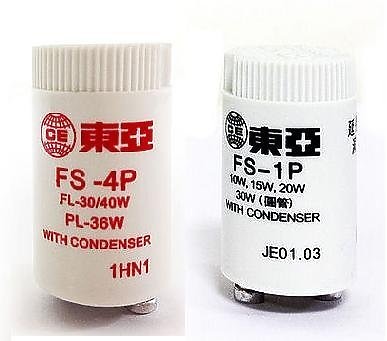 CE 東亞
FS -4P
FL-30/40W
PL-36W
WITH CONDENSER
1HN1
CE 東亞
FS-1P
10W, 15W, 20W
30W (圓管)
WITH CONDENSER
JE01.03